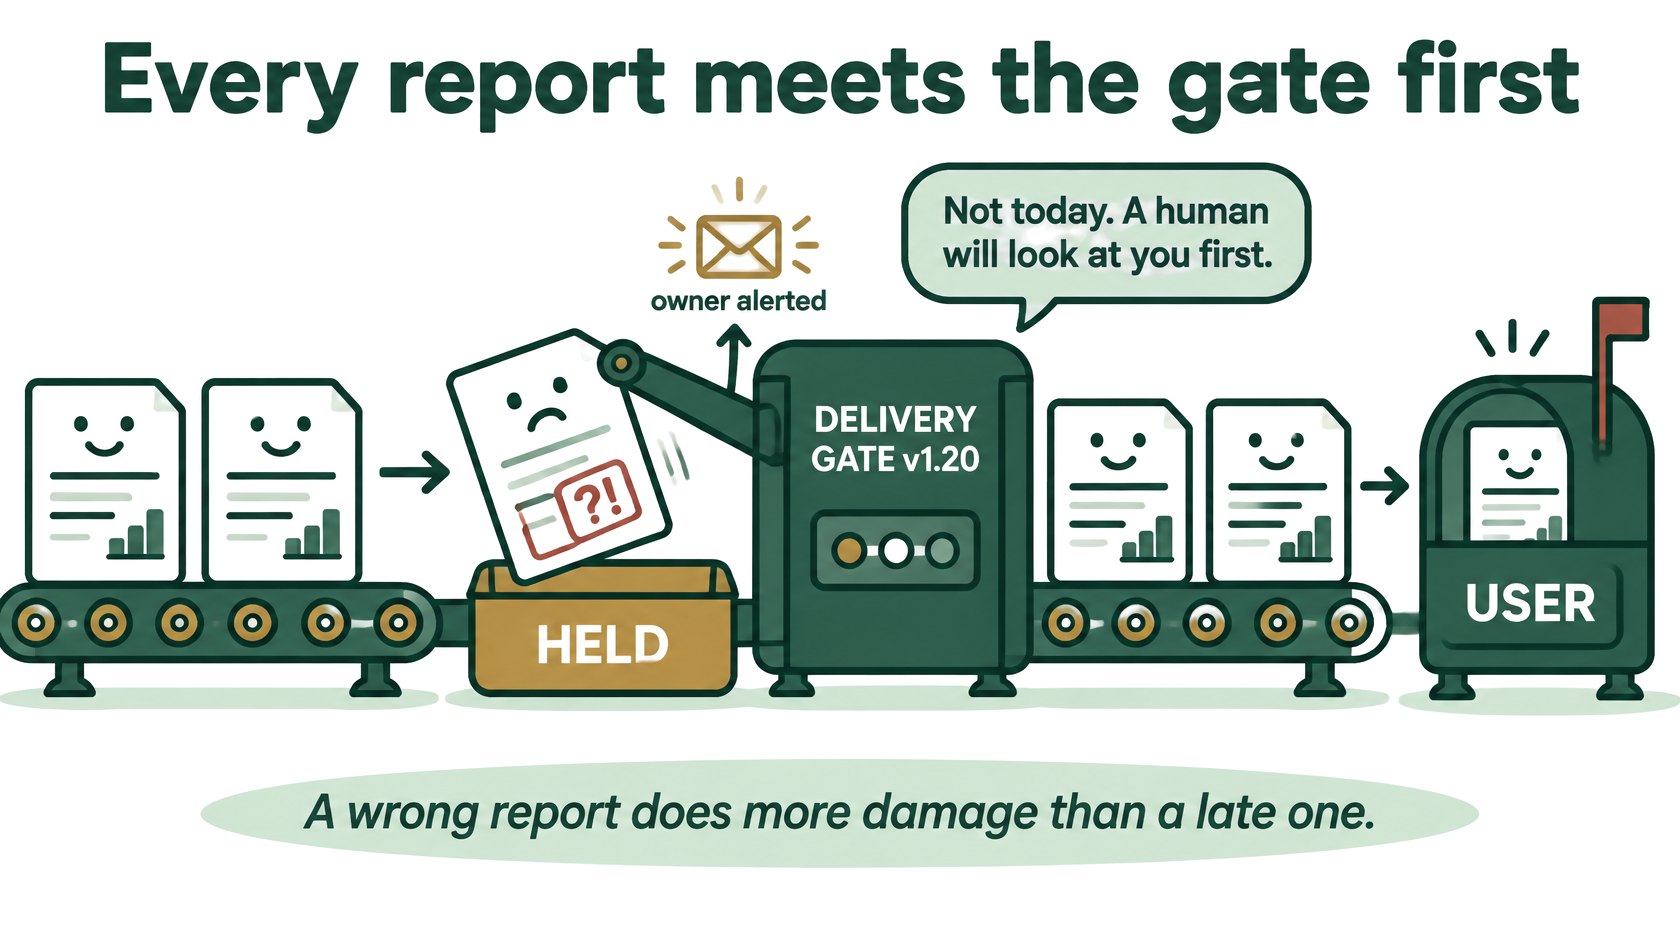 Every report meets the gate first
Not today. A human
will look at you first.
owner alerted
DELIVERY
GATE v1.20
?!
HELD
USER
A wrong report does more damage than a late one.